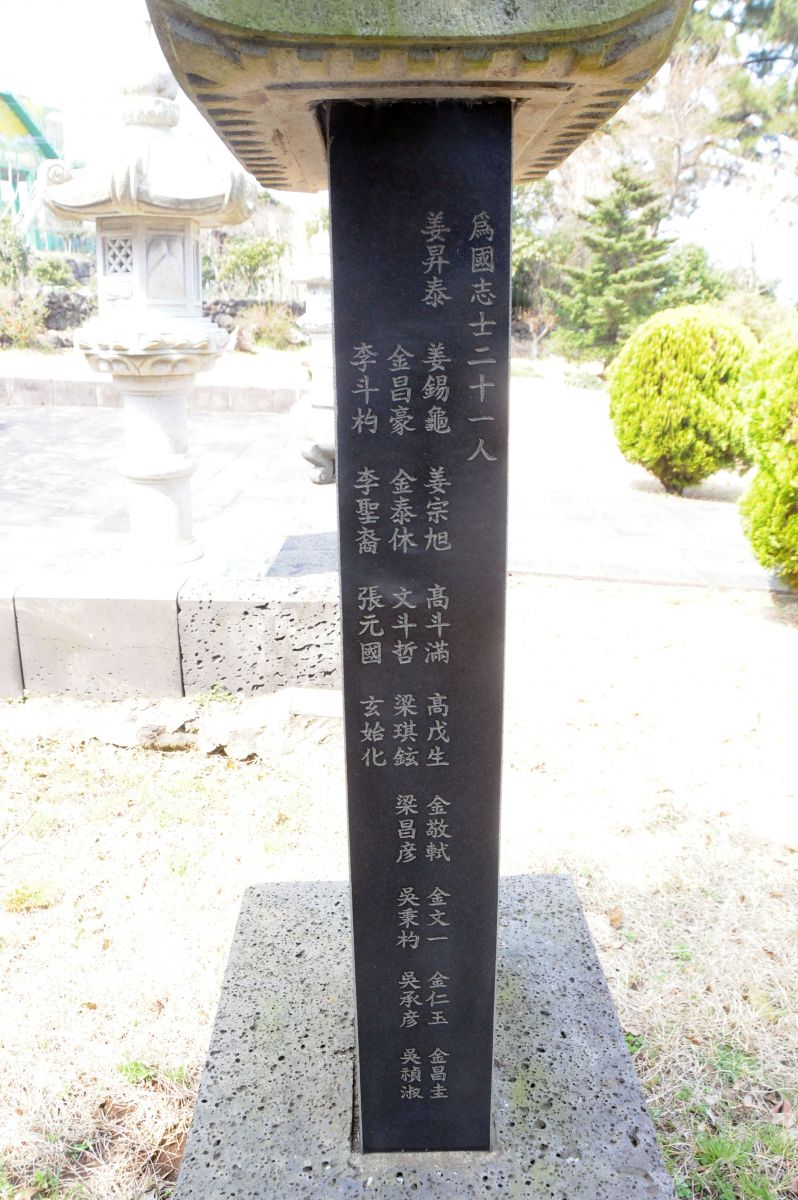 爲國志士二十一人
姜昇泰 姜錫龜 姜宗旭 高斗滿 高戊生 金敬軾 金文一 金仁玉 金昌圭
金昌豪 金泰休 文斗哲 梁琪鉉 梁昌彦 吳秉杓 吳承彦 吳禎淑
李斗杓 李聖裔 張元國 玄始化